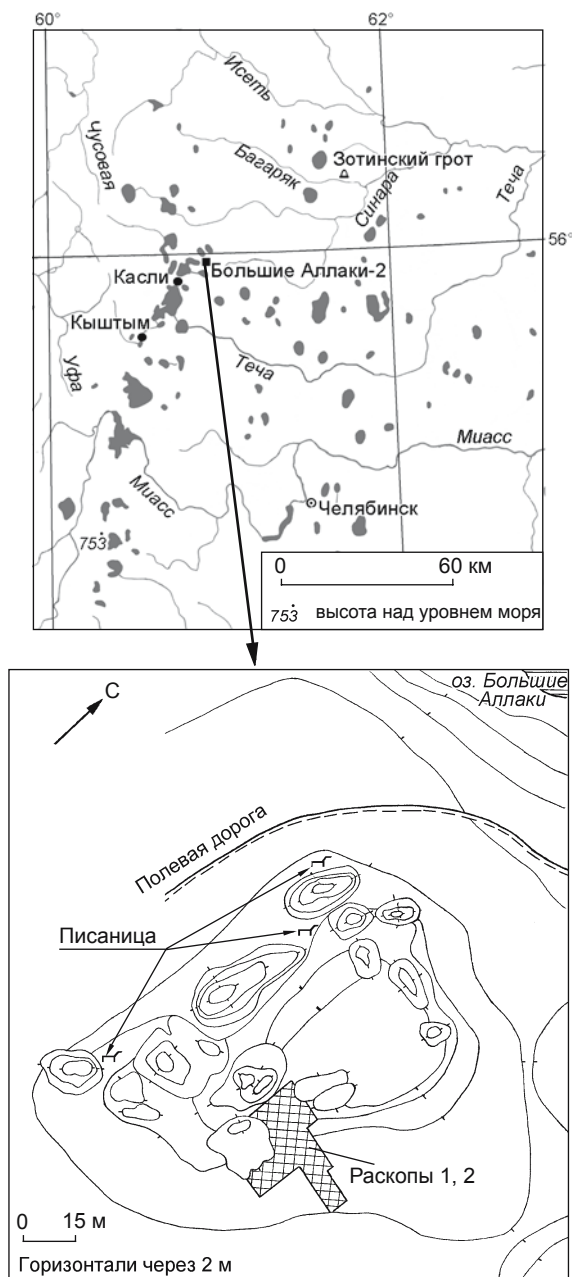 60°
62°
Исеть
Чусовая
Багаряк
Зотинский грот
Синара
Теча
56°
Большие Аллаки-2
Касли
Кыштым
Уфа
Теча
Миасс
Миасс
Челябинск
753
0 60 км
753 высота над уровнем моря
С
оз. Большие
Аллаки
Полевая дорога
Писаница
Раскопы 1, 2
0 15 м
Горизонтали через 2 м